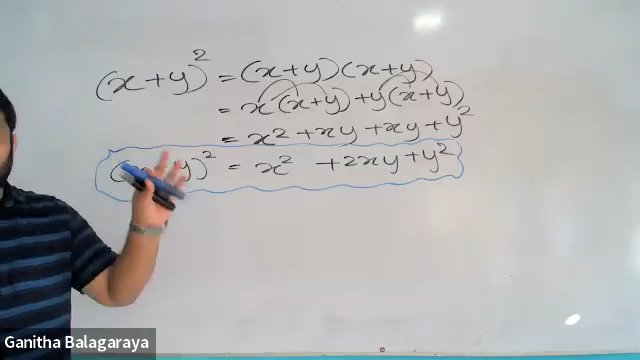 (x+y)² = (x+y)(x+y)
= x(x+y)+y(x+y)
= x²+xy+xy+y²
( y)² = x² +2xy+y²
Ganitha Balagaraya